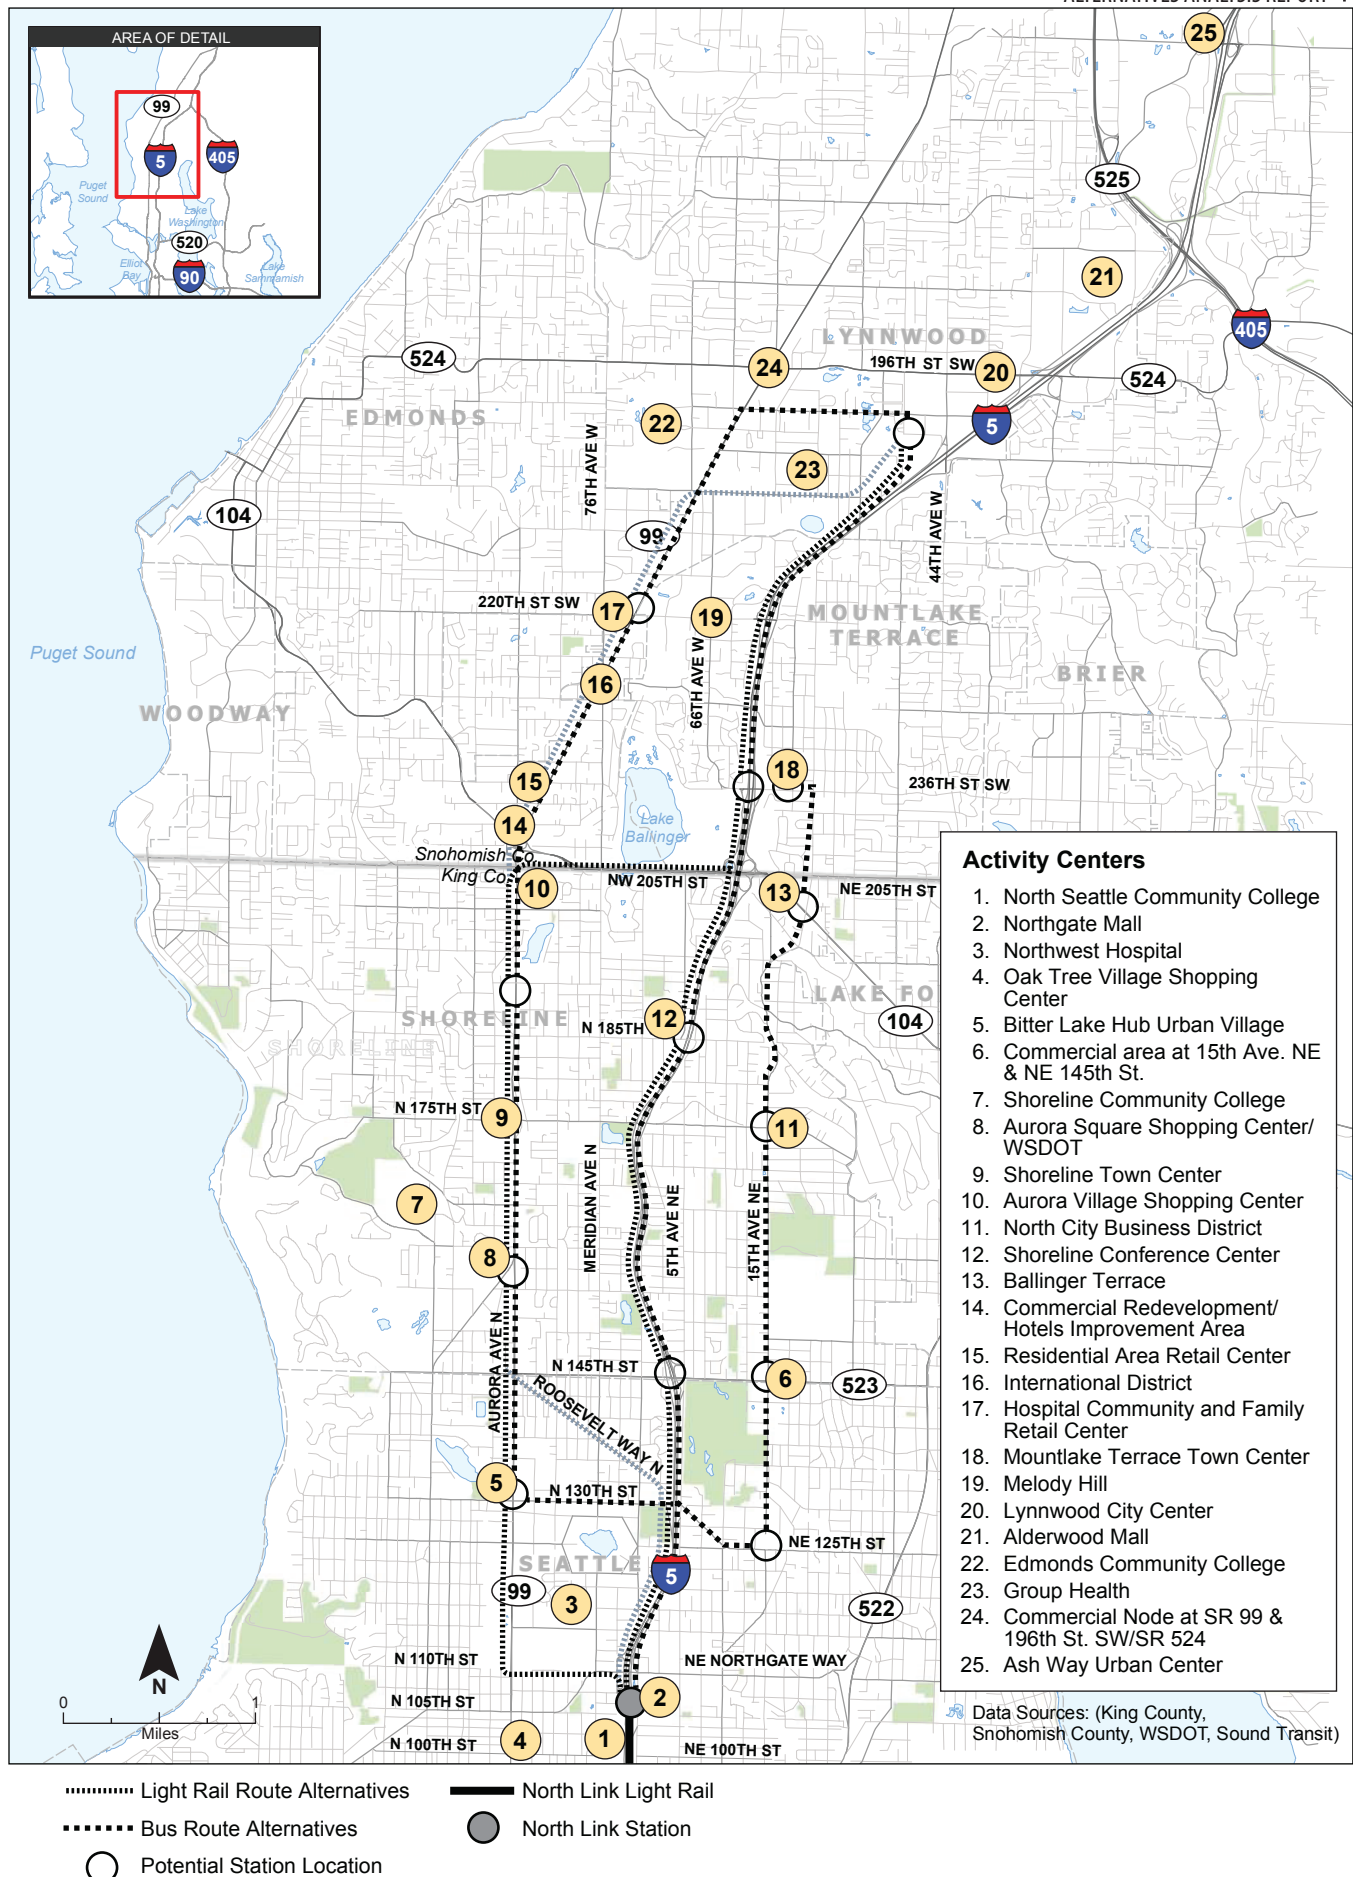 AREA OF DETAIL
99
5
405
Puget
Sound
Lake
Washington
520
Elliot
Bay
90
Lake
Sammamish
25
525
21
405
LYNNWOOD
524
24
196TH ST SW
20
524
EDMONDS
22
5
76TH AVE W
23
104
99
44TH AVE W
220TH ST SW
17
19
MOUNTLAKE
TERRACE
Puget Sound
16
66TH AVE W
BRIER
WOODWAY
15
18
236TH ST SW
14
Lake
Ballinger
Snohomish Co
King Co
10
NW 205TH ST
13
NE 205TH ST
LAKE FO
12
SHORELINE
N 185TH
104
SHORELINE
N 175TH ST
9
11
MERIDIAN AVE N
7
5TH AVE NE
15TH AVE NE
8
AURORA AVE N
N 145TH ST
6
523
ROOSEVELT WAY N
5
N 130TH ST
NE 125TH ST
SEATTLE
5
99
3
522
N 110TH ST
NE NORTHGATE WAY
N
N 105TH ST
2
0
1
Miles
N 100TH ST
4
1
NE 100TH ST
Activity Centers
1. North Seattle Community College
2. Northgate Mall
3. Northwest Hospital
4. Oak Tree Village Shopping
Center
5. Bitter Lake Hub Urban Village
6. Commercial area at 15th Ave. NE
& NE 145th St.
7. Shoreline Community College
8. Aurora Square Shopping Center/
WSDOT
9. Shoreline Town Center
10. Aurora Village Shopping Center
11. North City Business District
12. Shoreline Conference Center
13. Ballinger Terrace
14. Commercial Redevelopment/
Hotels Improvement Area
15. Residential Area Retail Center
16. International District
17. Hospital Community and Family
Retail Center
18. Mountlake Terrace Town Center
19. Melody Hill
20. Lynnwood City Center
21. Alderwood Mall
22. Edmonds Community College
23. Group Health
24. Commercial Node at SR 99 &
196th St. SW/SR 524
25. Ash Way Urban Center
Data Sources: (King County,
Snohomish County, WSDOT, Sound Transit)
Light Rail Route Alternatives
North Link Light Rail
Bus Route Alternatives
North Link Station
Potential Station Location